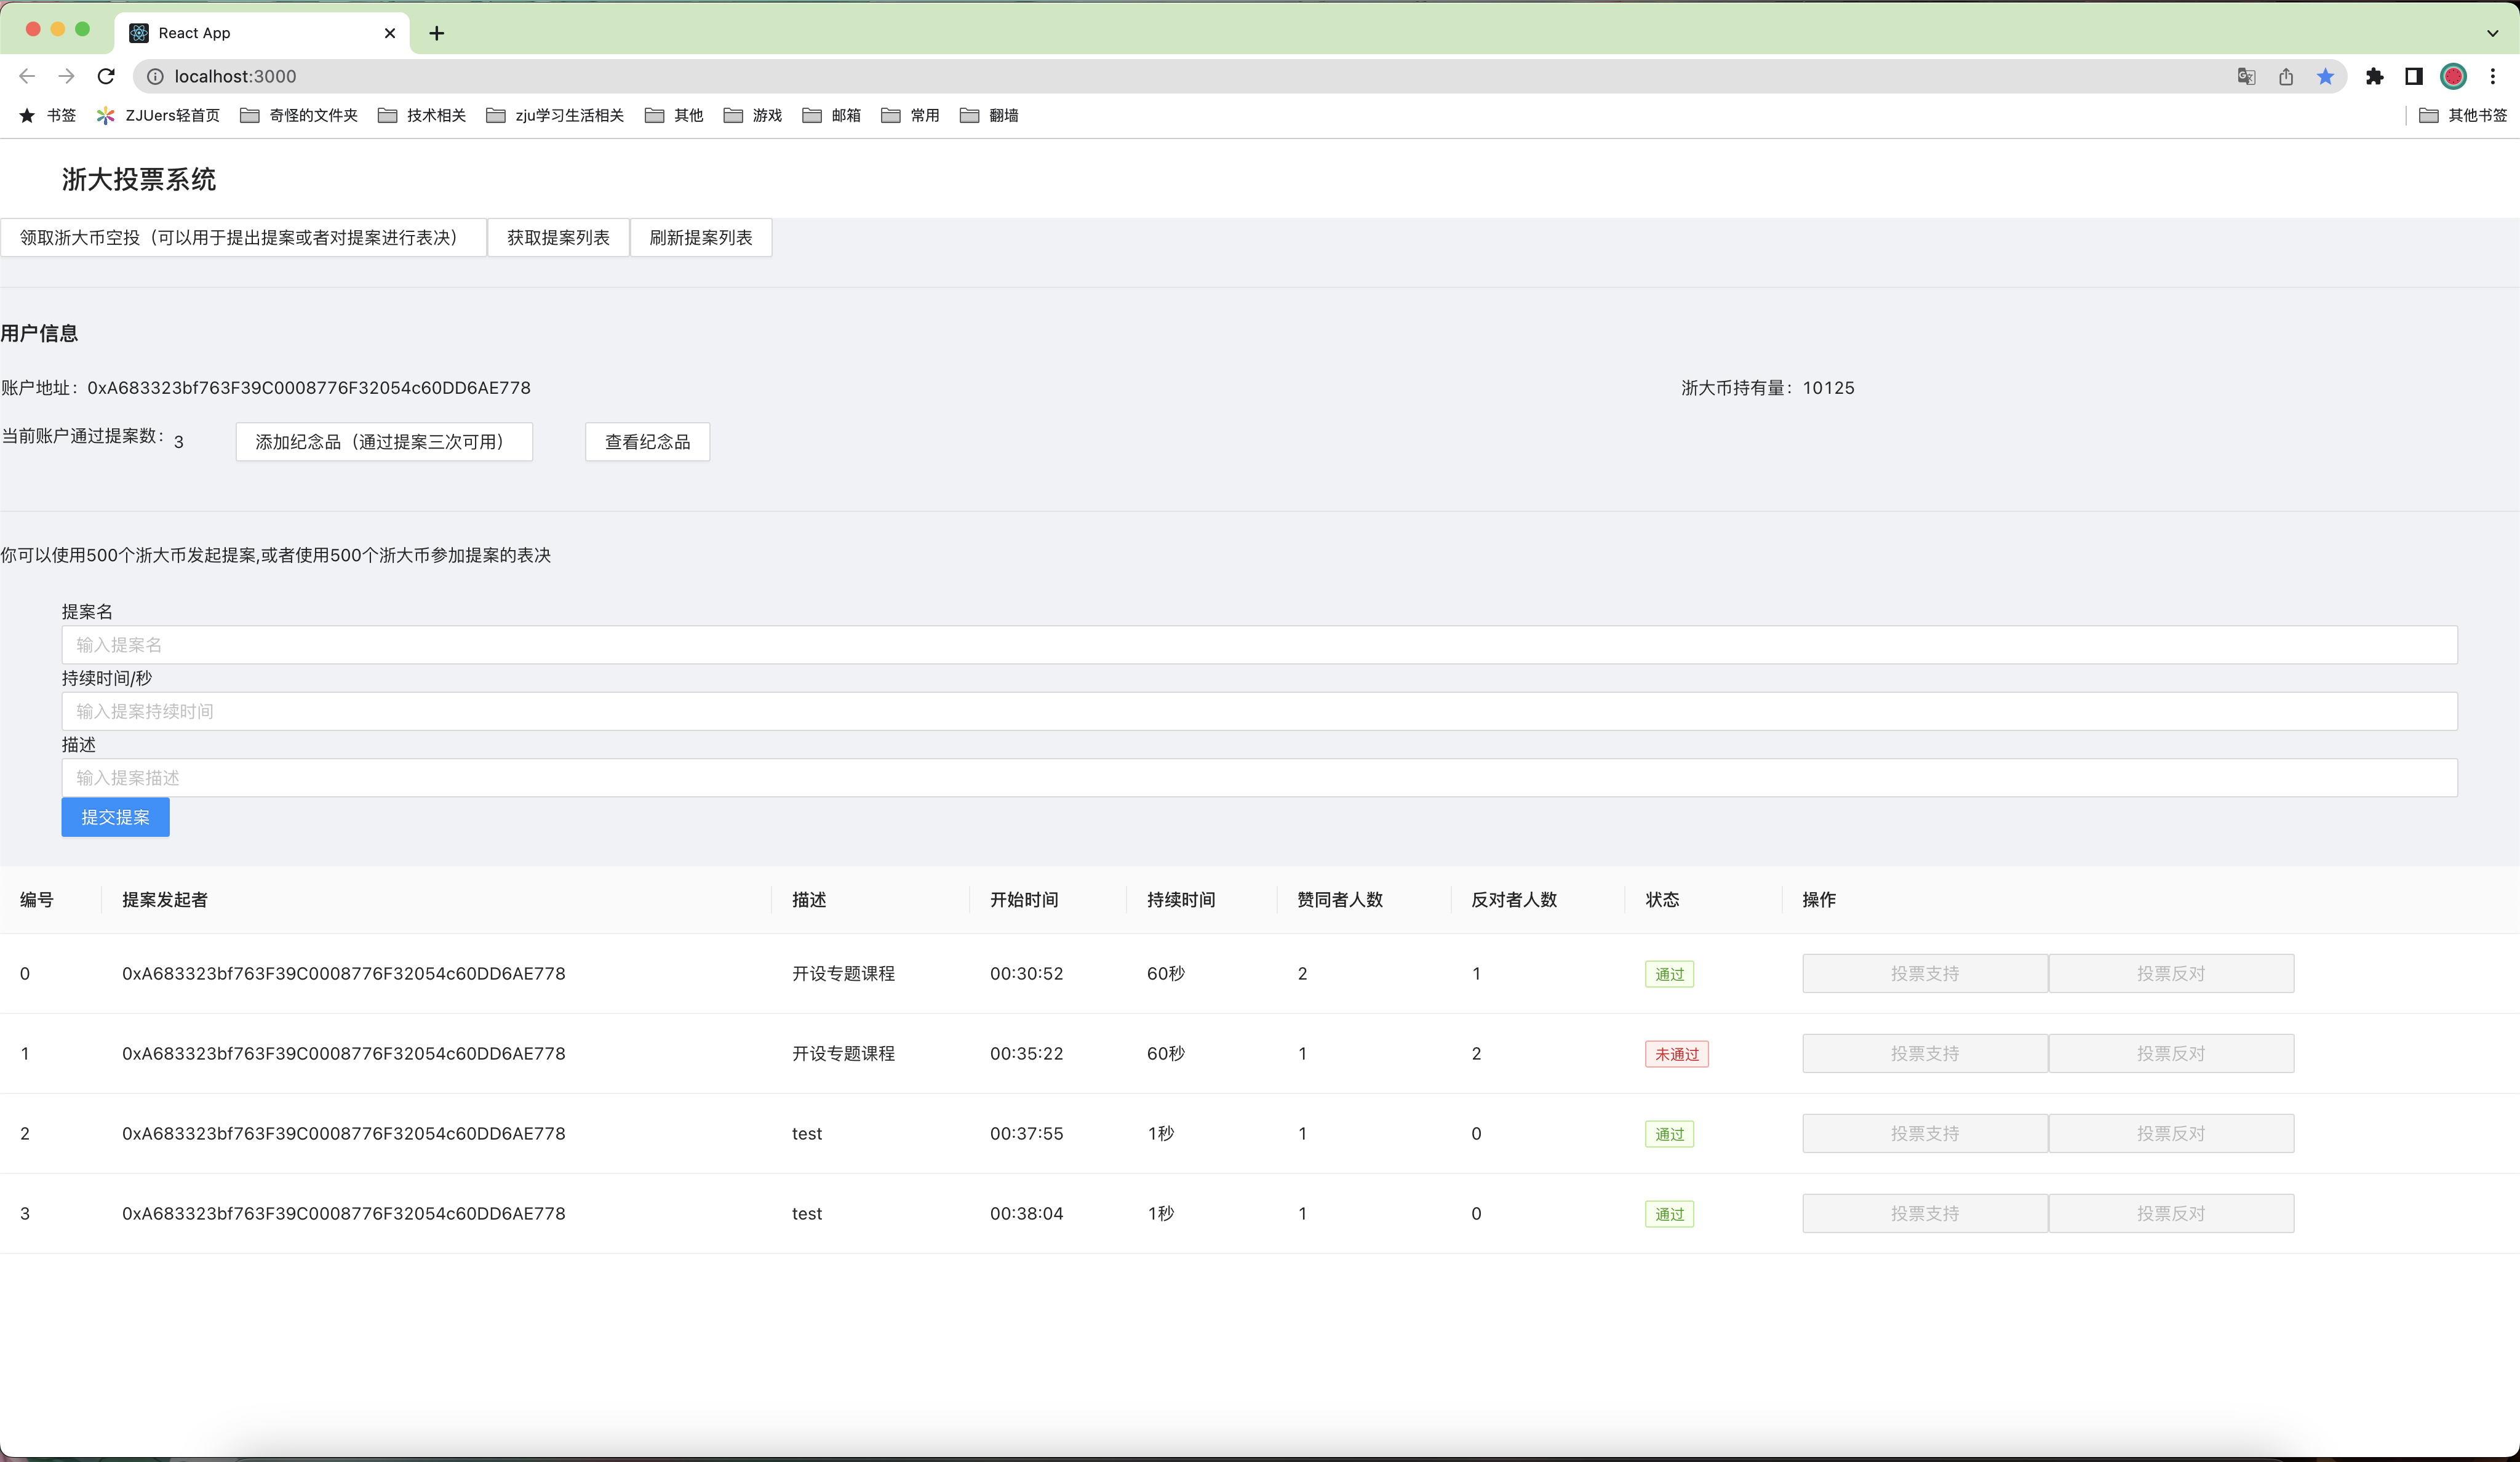 React App
localhost:3000
书签 ZJUers轻首页 奇怪的文件夹 技术相关 zju学习生活相关 其他 游戏 邮箱 常用 翻墙 其他书签
浙大投票系统
领取浙大币空投（可以用于提出提案或者对提案进行表决） 获取提案列表 刷新提案列表
用户信息
账户地址：0xA683323bf763F39C0008776F32054c60DD6AE778 浙大币持有量：10125
当前账户通过提案数：3 添加纪念品（通过提案三次可用） 查看纪念品
你可以使用500个浙大币发起提案,或者使用500个浙大币参加提案的表决
提案名
输入提案名
持续时间/秒
输入提案持续时间
描述
输入提案描述
提交提案
编号 提案发起者 描述 开始时间 持续时间 赞同者人数 反对者人数 状态 操作
0 0xA683323bf763F39C0008776F32054c60DD6AE778 开设专题课程 00:30:52 60秒 2 1 通过 投票支持 投票反对
1 0xA683323bf763F39C0008776F32054c60DD6AE778 开设专题课程 00:35:22 60秒 1 2 未通过 投票支持 投票反对
2 0xA683323bf763F39C0008776F32054c60DD6AE778 test 00:37:55 1秒 1 0 通过 投票支持 投票反对
3 0xA683323bf763F39C0008776F32054c60DD6AE778 test 00:38:04 1秒 1 0 通过 投票支持 投票反对